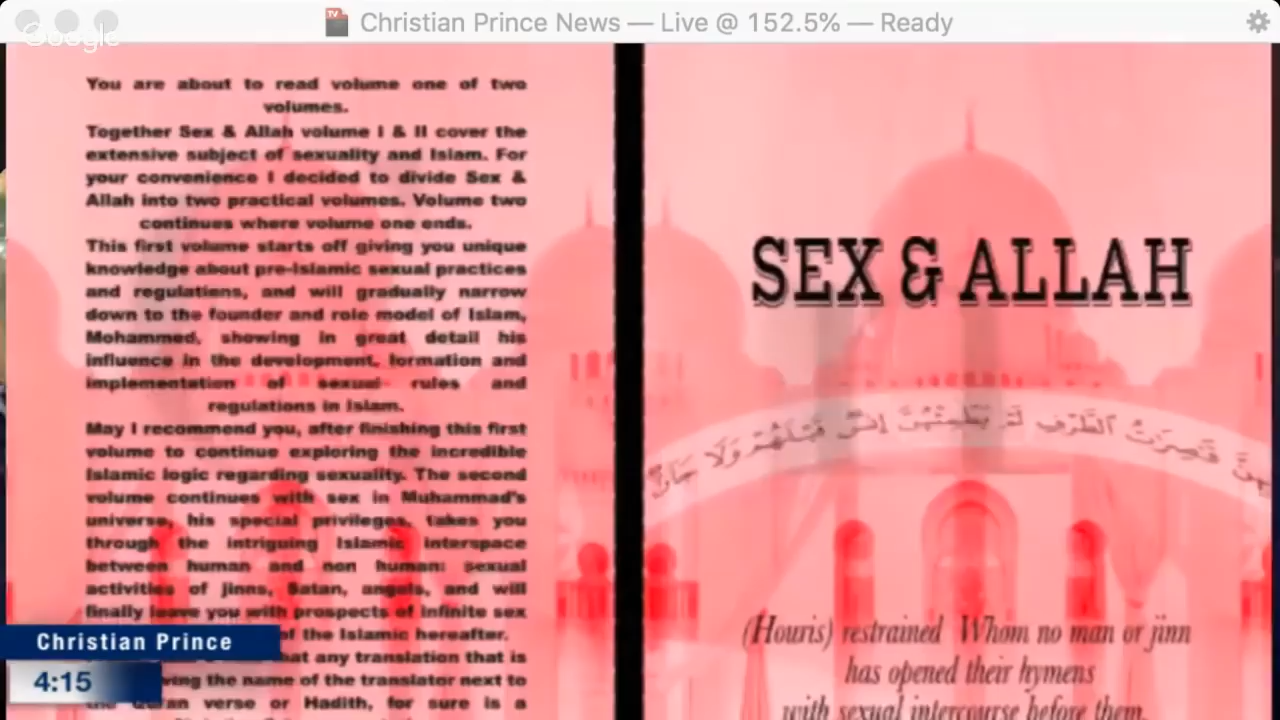 Christian Prince News — Live @ 152.5% — Ready
Google
You are about to read volume one of two
volumes.
Together Sex & Allah volume I & II cover the
extensive subject of sexuality and Islam. For
your convenience I decided to divide Sex &
Allah into two practical volumes. Volume two
continues where volume one ends.
This first volume starts off giving you unique
knowledge about pre-Islamic sexual practices
and regulations, and will gradually narrow
down to the founder and role model of Islam,
Mohammed, showing in great detail his
influence in the development, formation and
implementation of sexual rules and
regulations in Islam.
May I recommend you, after finishing this first
volume to continue exploring the incredible
Islamic logic regarding sexuality. The second
volume continues with sex in Muhammad's
universe, his special privileges, takes you
through the intriguing Islamic interspace
between human and non human: sexual
activities of jinns, Satan, angels, and will
finally leave you with prospects of infinite sex
of the Islamic hereafter.
that any translation that is
the name of the translator next to
verse or Hadith, for sure is a
Christian Prince
4:15
SEX & ALLAH
قَٰصِرَٰتُ ٱلطَّرْفِ لَمْ يَطْمِثْهُنَّ إِنسٌ قَبْلَهُمْ وَلَا جَانٌّ
(Houris) restrained Whom no man or jinn
has opened their hymens
with sexual intercourse before them.